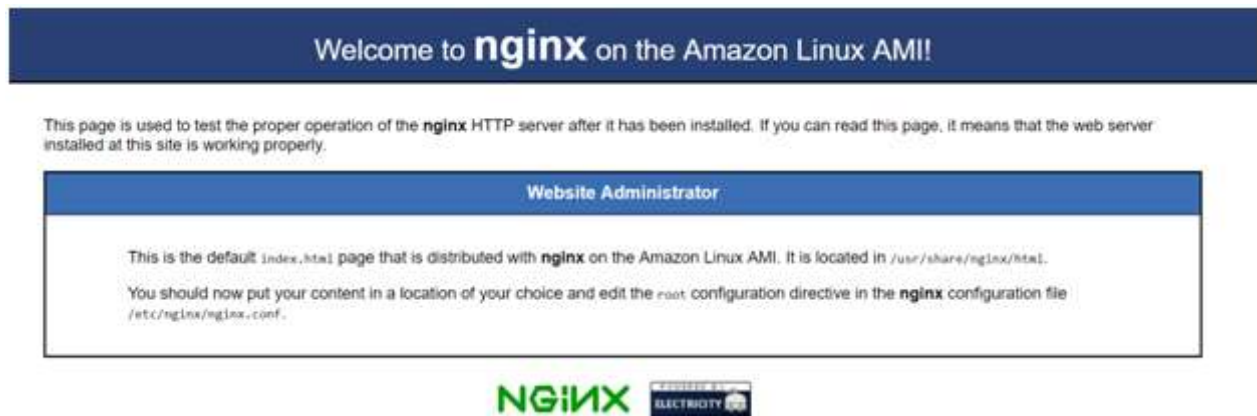 Welcome to nginx on the Amazon Linux AMI!
This page is used to test the proper operation of the nginx HTTP server after it has been installed. If you can read this page, it means that the web server
installed at this site is working properly.
Website Administrator
This is the default index.html page that is distributed with nginx on the Amazon Linux AMI. It is located in /usr/share/nginx/html.
You should now put your content in a location of your choice and edit the root configuration directive in the nginx configuration file
/etc/nginx/nginx.conf.
NGiNX
POWERED BY
ELECTRICITY